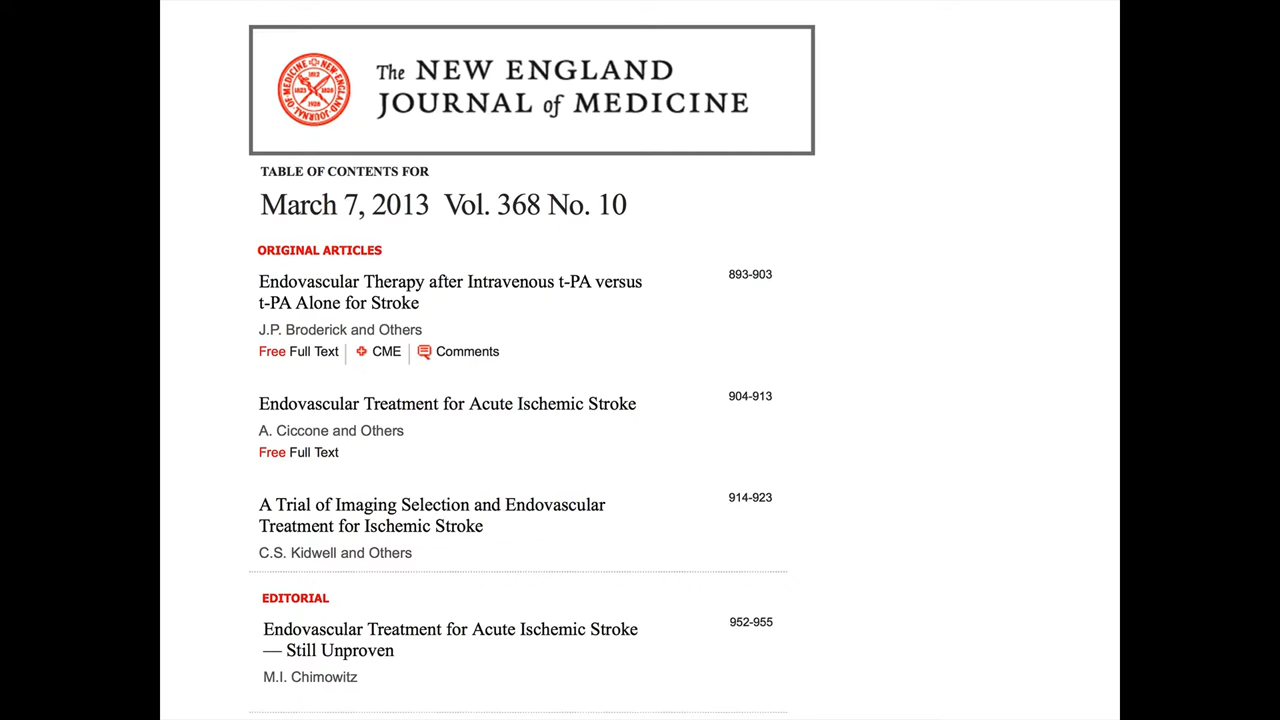 The NEW ENGLAND
JOURNAL of MEDICINE
TABLE OF CONTENTS FOR
March 7, 2013 Vol. 368 No. 10
ORIGINAL ARTICLES
Endovascular Therapy after Intravenous t-PA versus
t-PA Alone for Stroke
893-903
J.P. Broderick and Others
Free Full Text | CME | Comments
Endovascular Treatment for Acute Ischemic Stroke
904-913
A. Ciccone and Others
Free Full Text
A Trial of Imaging Selection and Endovascular
Treatment for Ischemic Stroke
914-923
C.S. Kidwell and Others
EDITORIAL
Endovascular Treatment for Acute Ischemic Stroke
— Still Unproven
952-955
M.I. Chimowitz